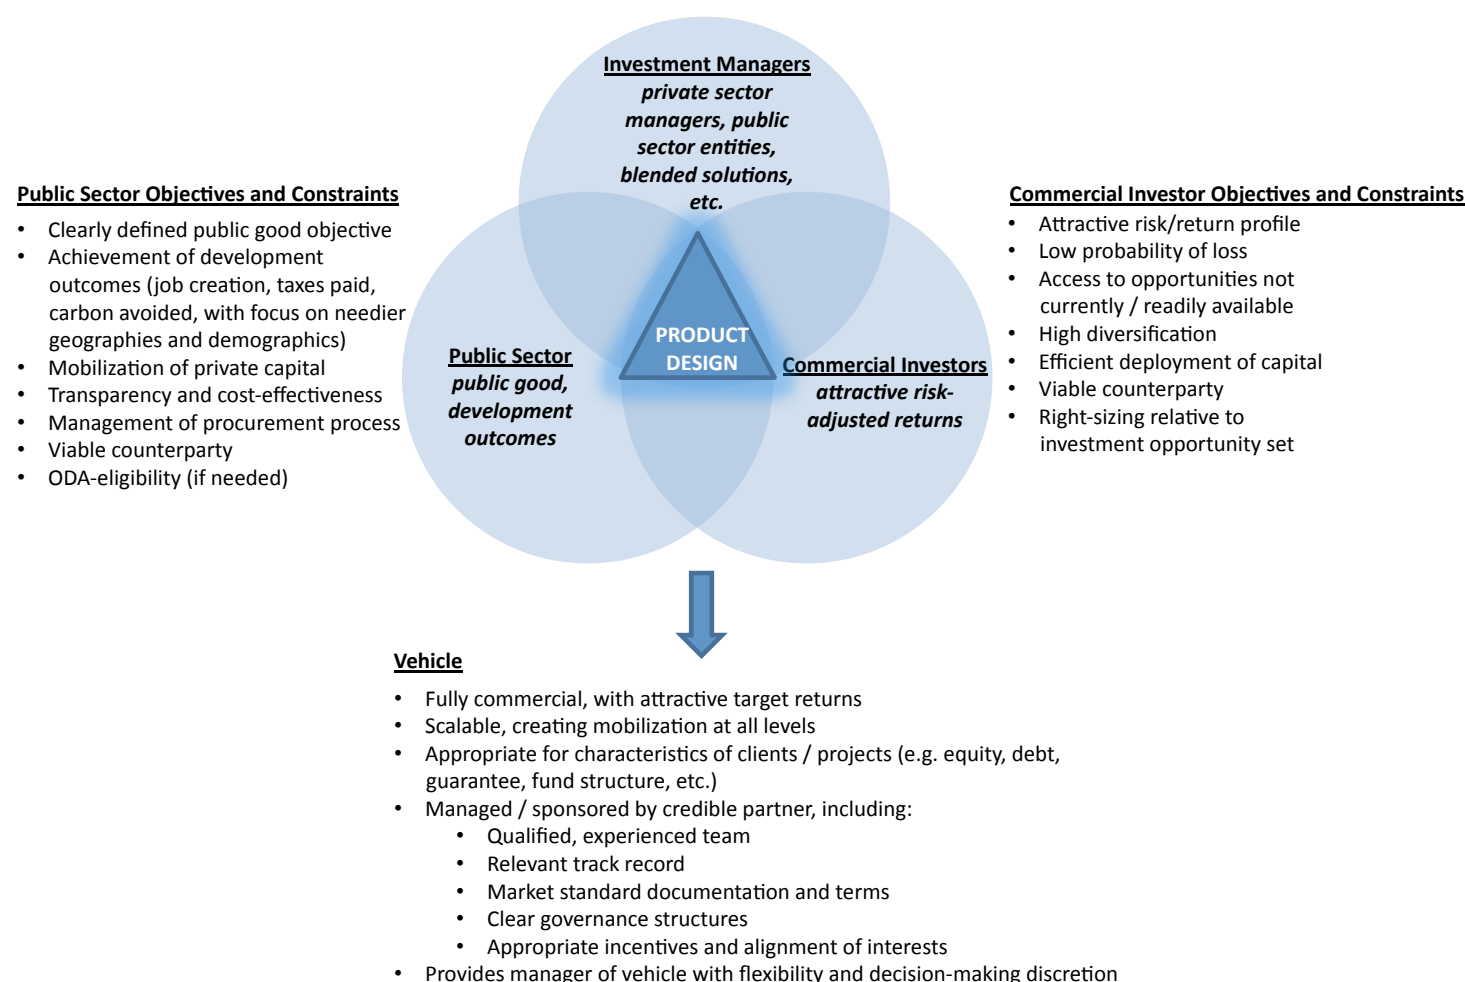 Investment Managers
private sector
managers, public
sector entities,
blended solutions,
etc.
Public Sector Objectives and Constraints
• Clearly defined public good objective
• Achievement of development
outcomes (job creation, taxes paid,
carbon avoided, with focus on needier
geographies and demographics)
• Mobilization of private capital
• Transparency and cost-effectiveness
• Management of procurement process
• Viable counterparty
• ODA-eligibility (if needed)
Public Sector
public good,
development
outcomes
PRODUCT
DESIGN
Commercial Investors
attractive risk-
adjusted returns
Commercial Investor Objectives and Constraints
• Attractive risk/return profile
• Low probability of loss
• Access to opportunities not
currently / readily available
• High diversification
• Efficient deployment of capital
• Viable counterparty
• Right-sizing relative to
investment opportunity set
Vehicle
• Fully commercial, with attractive target returns
• Scalable, creating mobilization at all levels
• Appropriate for characteristics of clients / projects (e.g. equity, debt,
guarantee, fund structure, etc.)
• Managed / sponsored by credible partner, including:
• Qualified, experienced team
• Relevant track record
• Market standard documentation and terms
• Clear governance structures
• Appropriate incentives and alignment of interests
• Provides manager of vehicle with flexibility and decision-making discretion